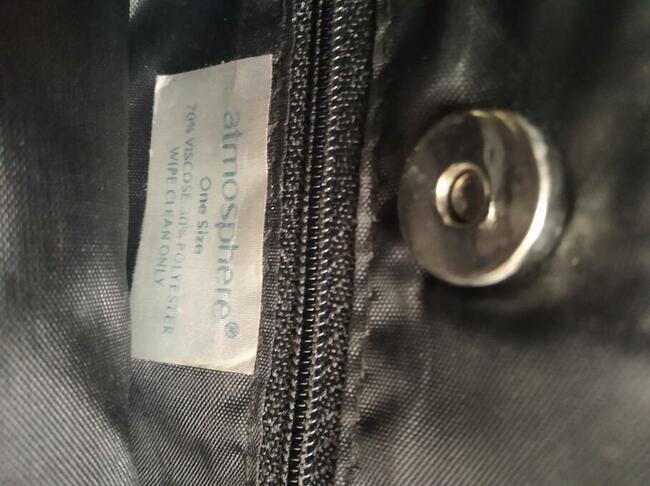 atmosphere®
One Size
70% VISCOSE 30% POLYESTER
WIPE CLEAN ONLY